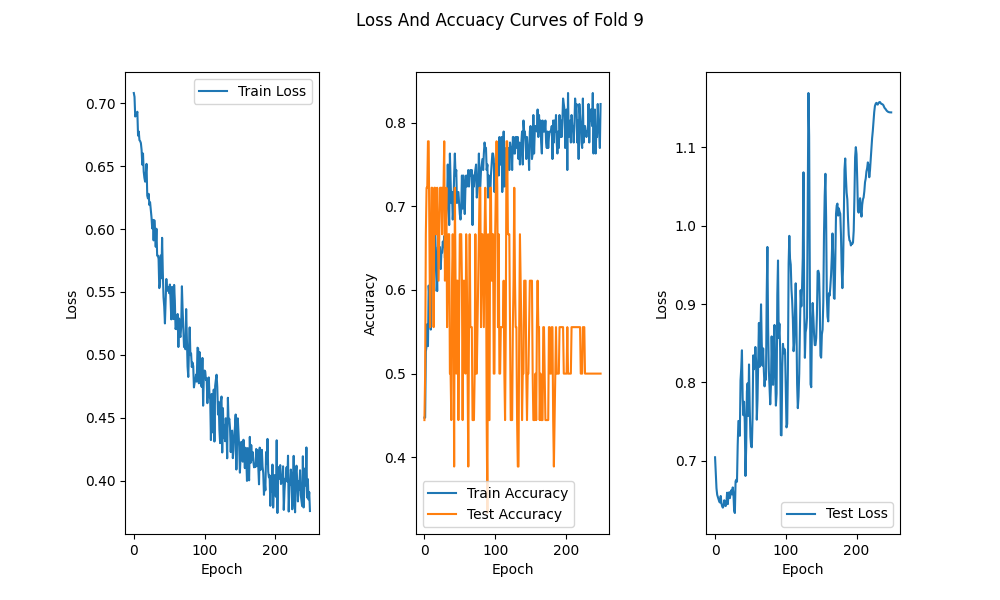 Loss And Accuacy Curves of Fold 9
Loss
0.70
0.65
0.60
0.55
0.50
0.45
0.40
Train Loss
0 100 200
Epoch
Accuracy
0.8
0.7
0.6
0.5
0.4
Train Accuracy
Test Accuracy
0 100 200
Epoch
Loss
1.1
1.0
0.9
0.8
0.7
Test Loss
0 100 200
Epoch